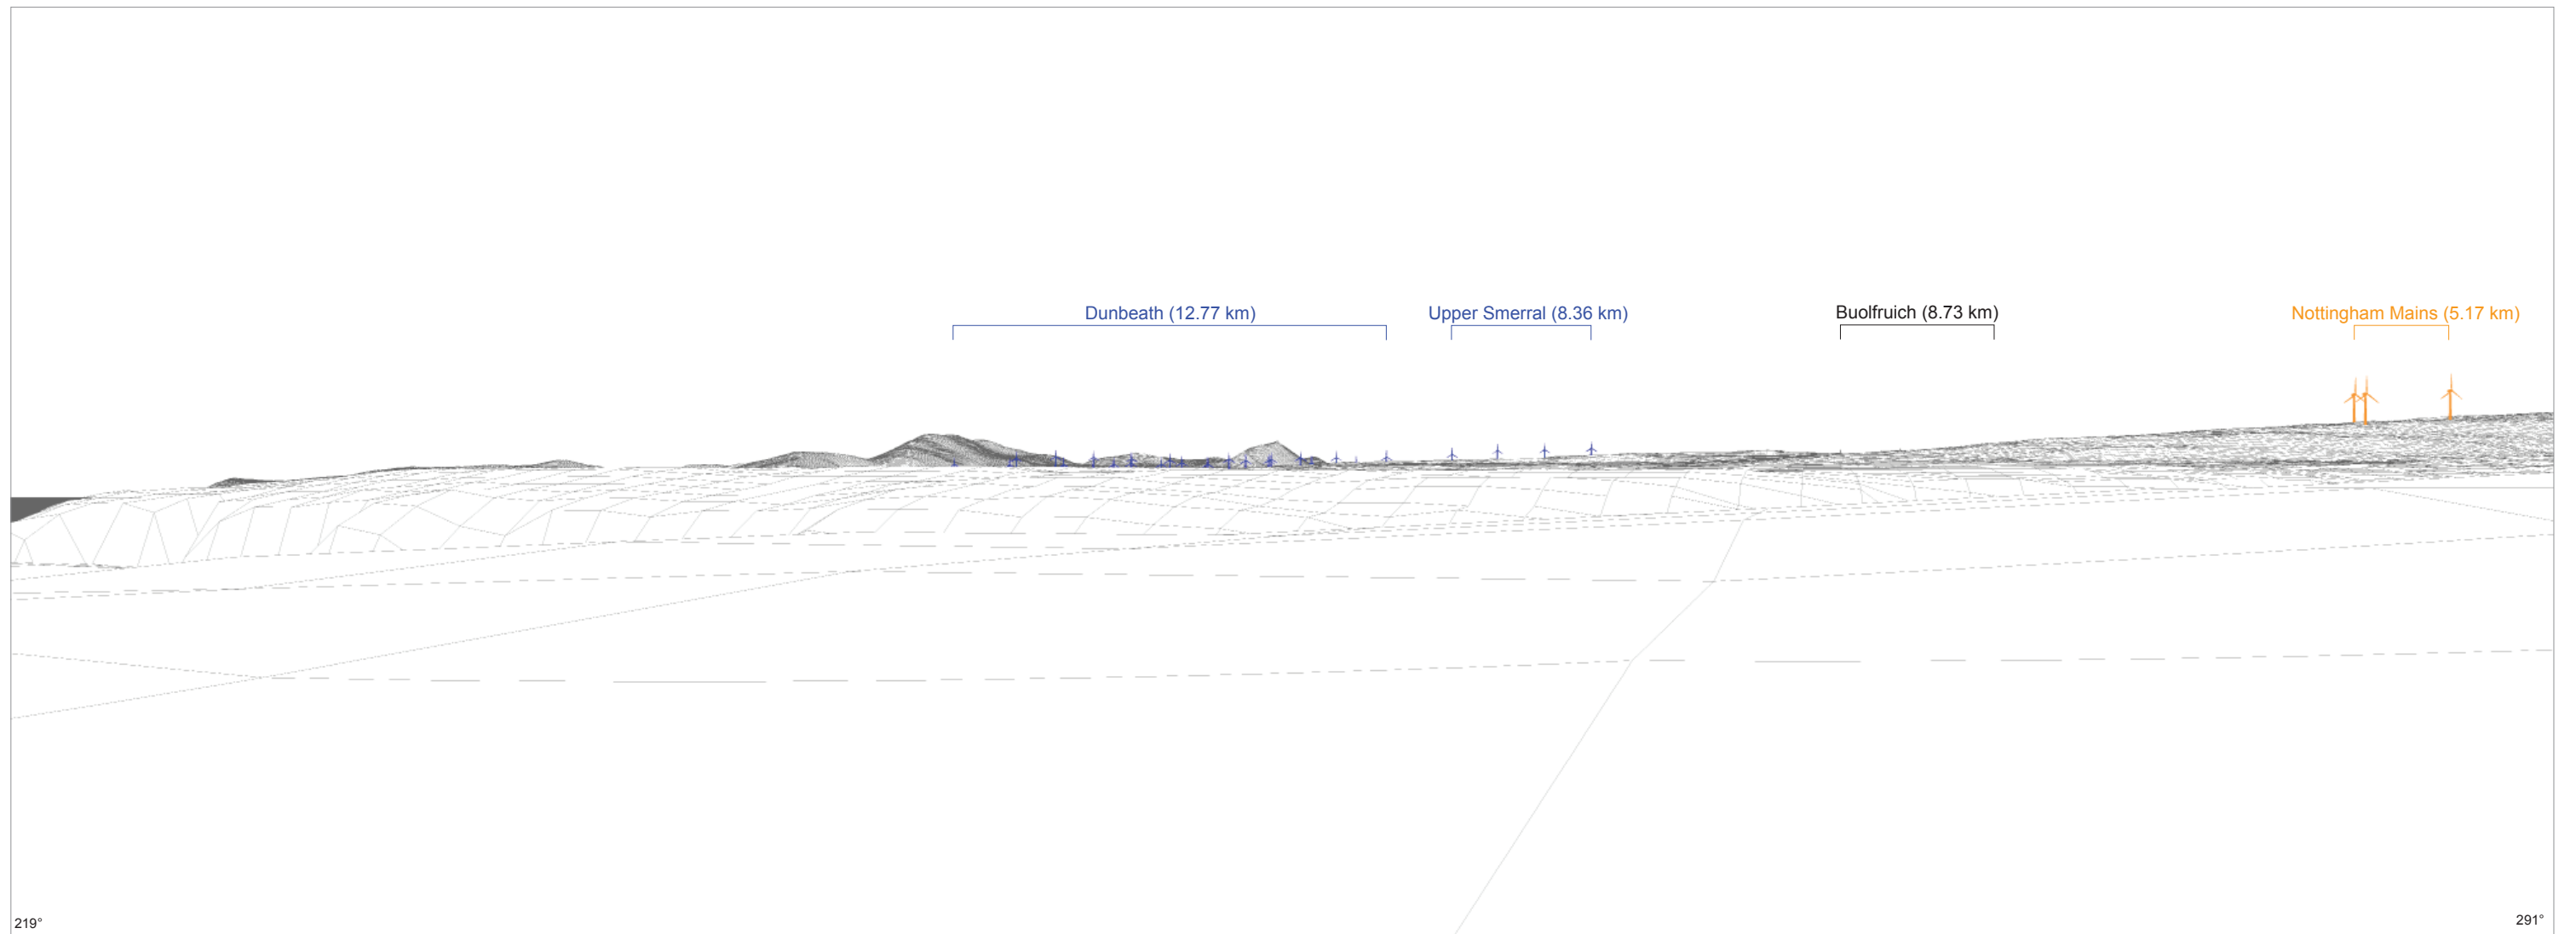 Dunbeath (12.77 km)
Upper Smerral (8.36 km)
Buolfruich (8.73 km)
Nottingham Mains (5.17 km)
219°
291°